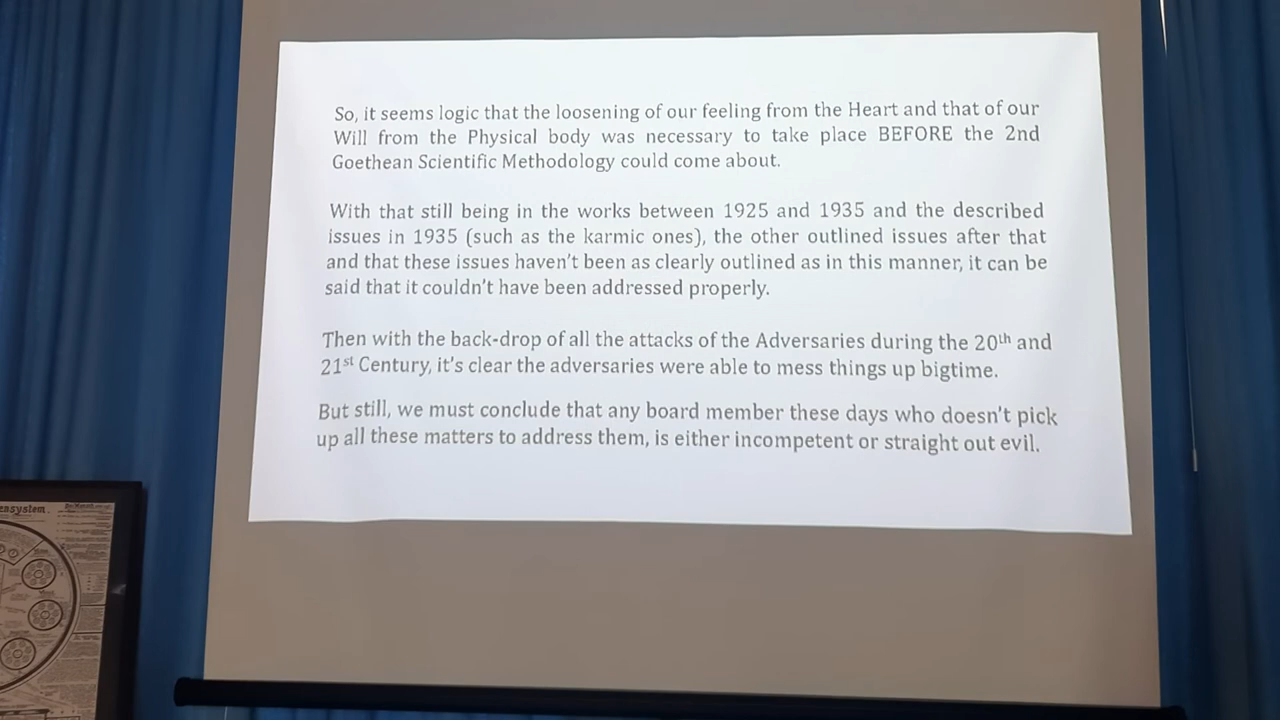 So, it seems logic that the loosening of our feeling from the Heart and that of our
Will from the Physical body was necessary to take place BEFORE the 2nd
Goethean Scientific Methodology could come about.
With that still being in the works between 1925 and 1935 and the described
issues in 1935 (such as the karmic ones), the other outlined issues after that
and that these issues haven't been as clearly outlined as in this manner, it can be
said that it couldn't have been addressed properly.
Then with the back-drop of all the attacks of the Adversaries during the 20th and
21st Century, it's clear the adversaries were able to mess things up bigtime.
But still, we must conclude that any board member these days who doesn't pick
up all these matters to address them, is either incompetent or straight out evil.
ensystem.